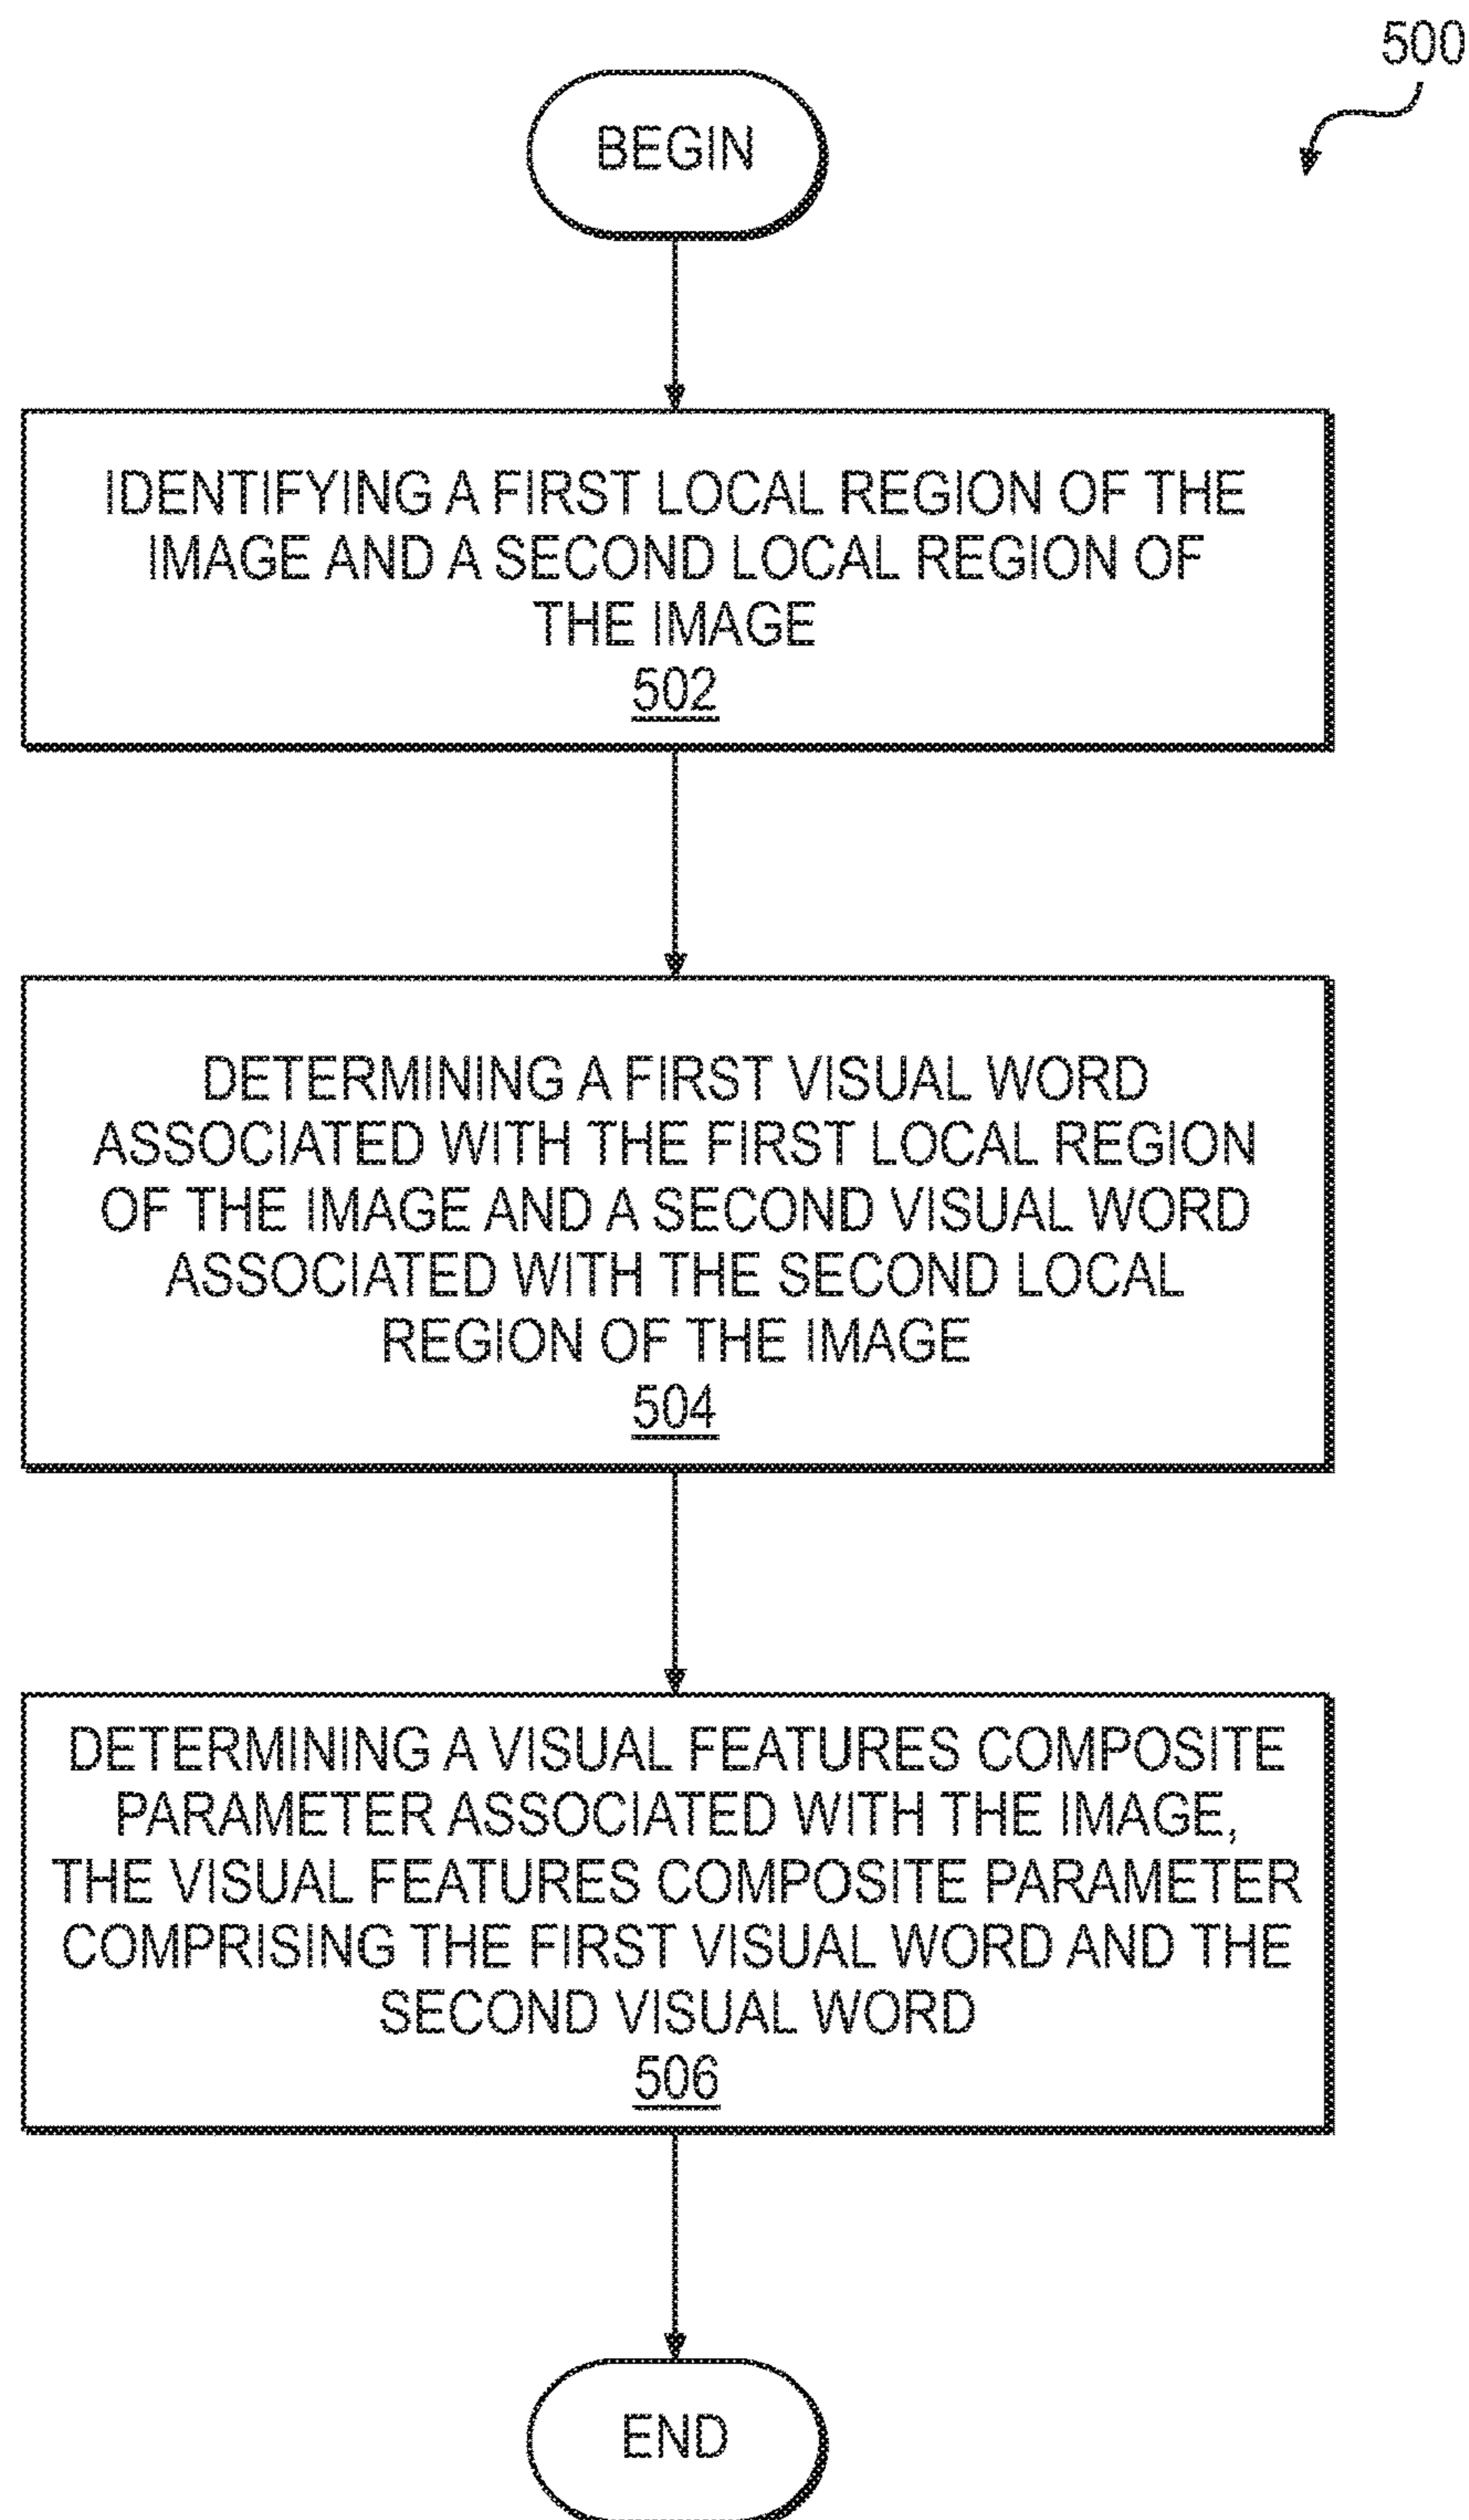 500
BEGIN
IDENTIFYING A FIRST LOCAL REGION OF THE
IMAGE AND A SECOND LOCAL REGION OF
THE IMAGE
502
DETERMINING A FIRST VISUAL WORD
ASSOCIATED WITH THE FIRST LOCAL REGION
OF THE IMAGE AND A SECOND VISUAL WORD
ASSOCIATED WITH THE SECOND LOCAL
REGION OF THE IMAGE
504
DETERMINING A VISUAL FEATURES COMPOSITE
PARAMETER ASSOCIATED WITH THE IMAGE,
THE VISUAL FEATURES COMPOSITE PARAMETER
COMPRISING THE FIRST VISUAL WORD AND THE
SECOND VISUAL WORD
506
END